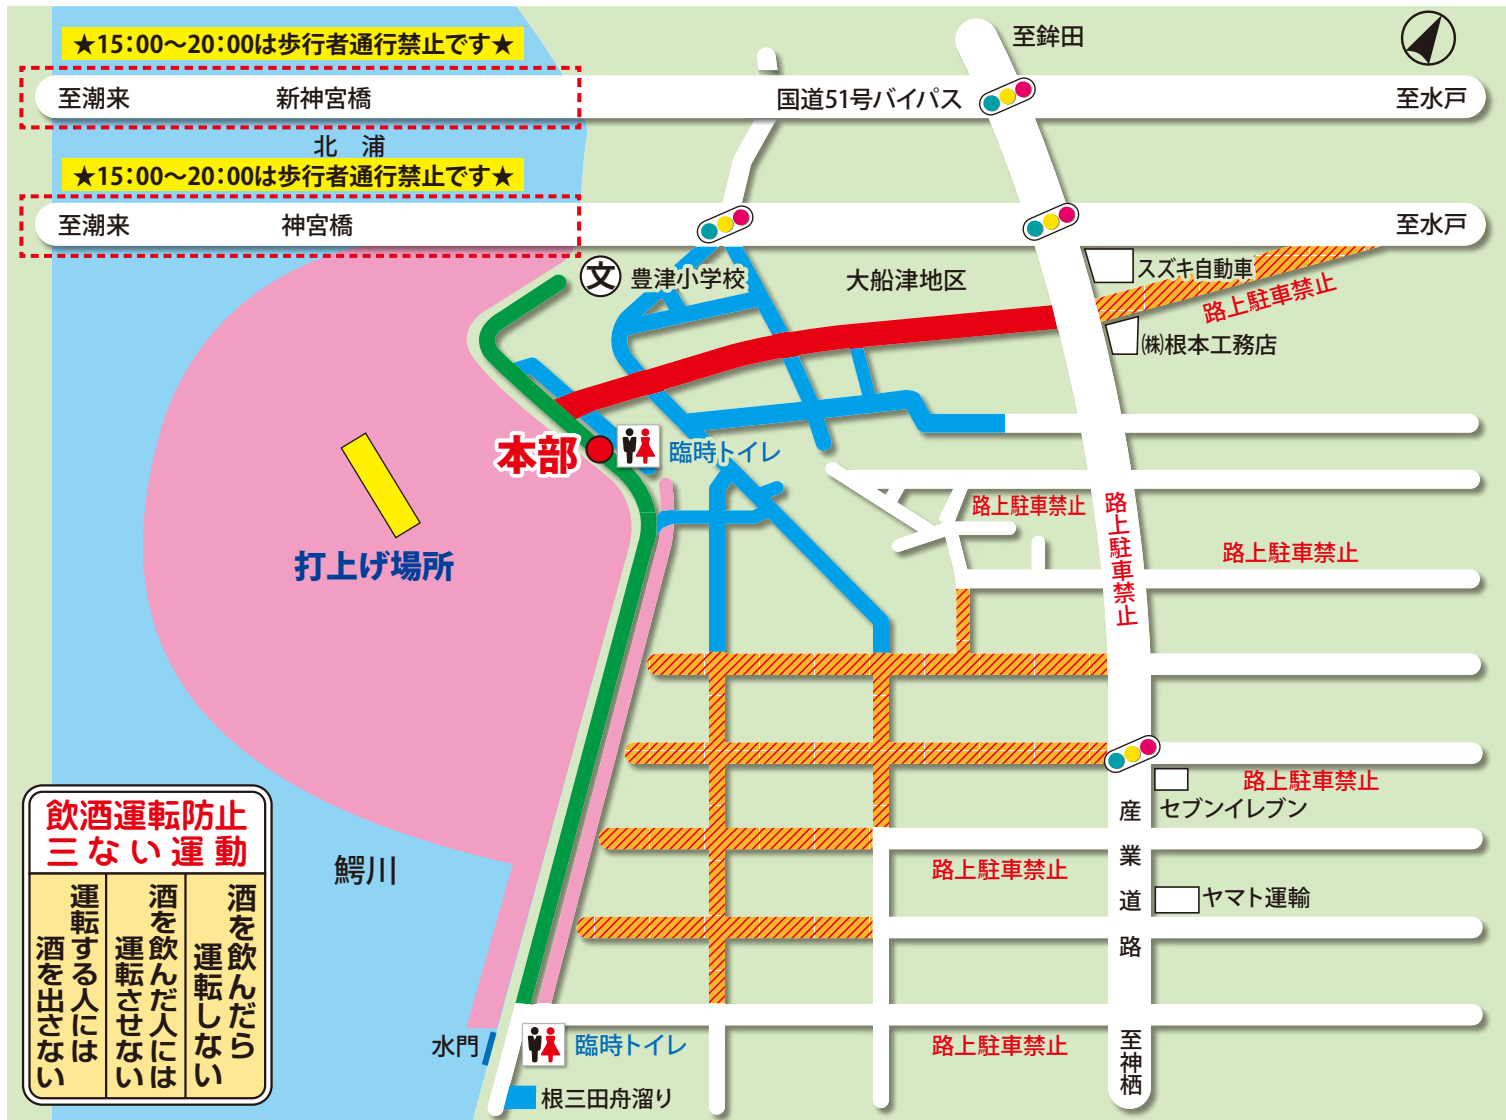 ★15：00〜20：00は歩行者通行禁止です★
至鉾田
至潮来
新神宮橋
国道51号バイパス
至水戸
北　浦
★15：00〜20：00は歩行者通行禁止です★
至潮来
神宮橋
至水戸
文
豊津小学校
大船津地区
スズキ自動車
路上駐車禁止
㈱根本工務店
本部
臨時トイレ
路上駐車禁止
路上駐車禁止
路上駐車禁止
打上げ場所
路上駐車禁止
セブンイレブン
産業道路
飲酒運転防止
三ない運動
酒を飲んだら
運転しない
酒を飲んだ人には
運転させない
運転する人には
酒を出さない
鰐川
路上駐車禁止
ヤマト運輸
水門
臨時トイレ
路上駐車禁止
至神栖
根三田舟溜り